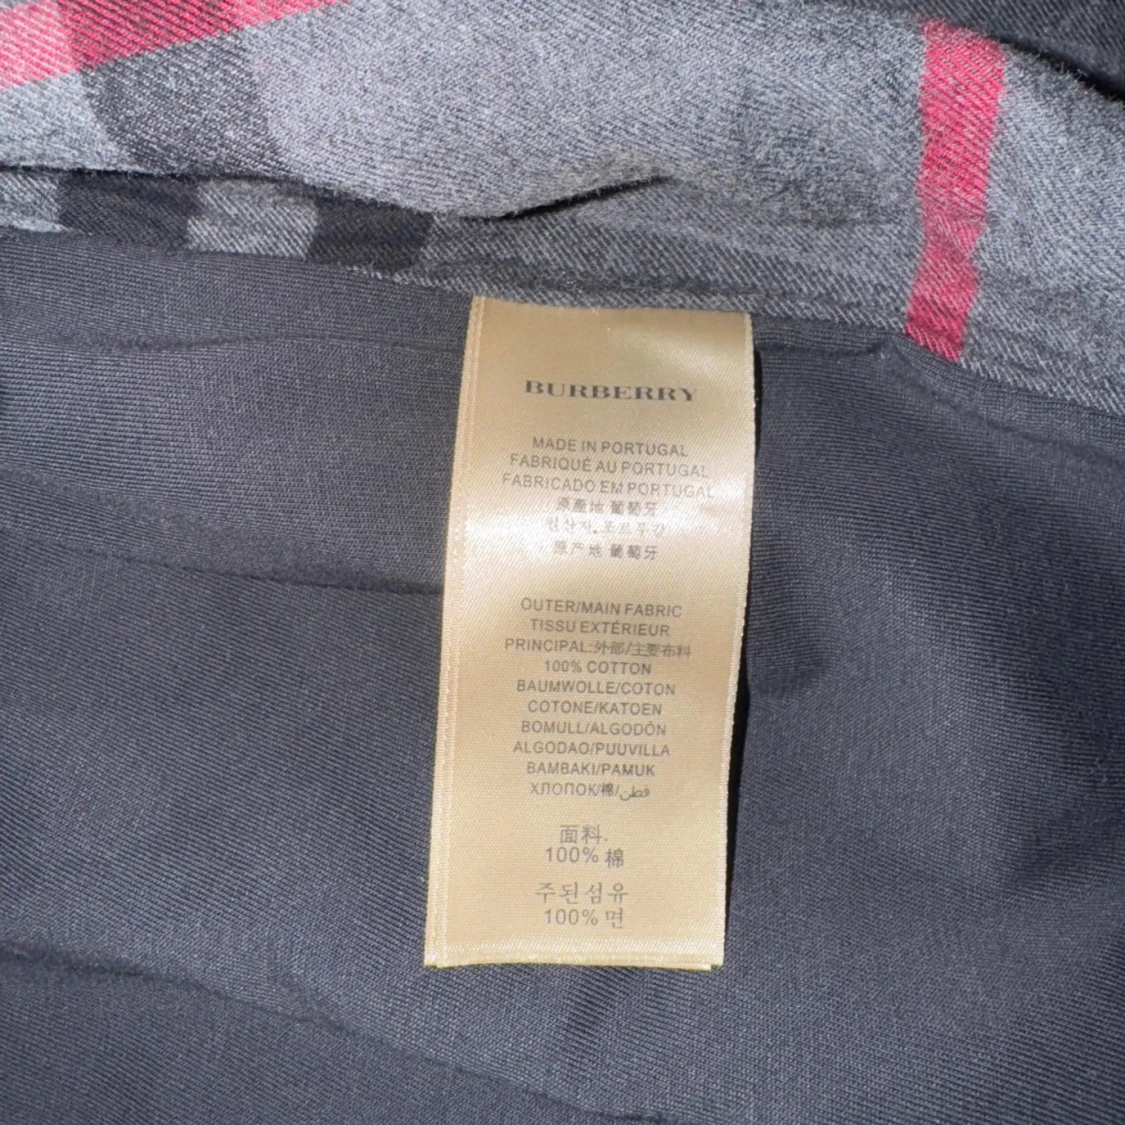 BURBERRY
MADE IN PORTUGAL
FABRIQUÉ AU PORTUGAL
FABRICADO EM PORTUGAL
原產地 葡萄牙
원산지. 포르투갈
原产地 葡萄牙
OUTER/MAIN FABRIC
TISSU EXTÉRIEUR
PRINCIPAL:外部/主要布料
100% COTTON
BAUMWOLLE/COTON
COTONE/KATOEN
BOMULL/ALGODÓN
ALGODAO/PUUVILLA
BAMBAKI/PAMUK
ХЛОПОК/棉/قطن
面料.
100% 棉
주된섬유
100% 면